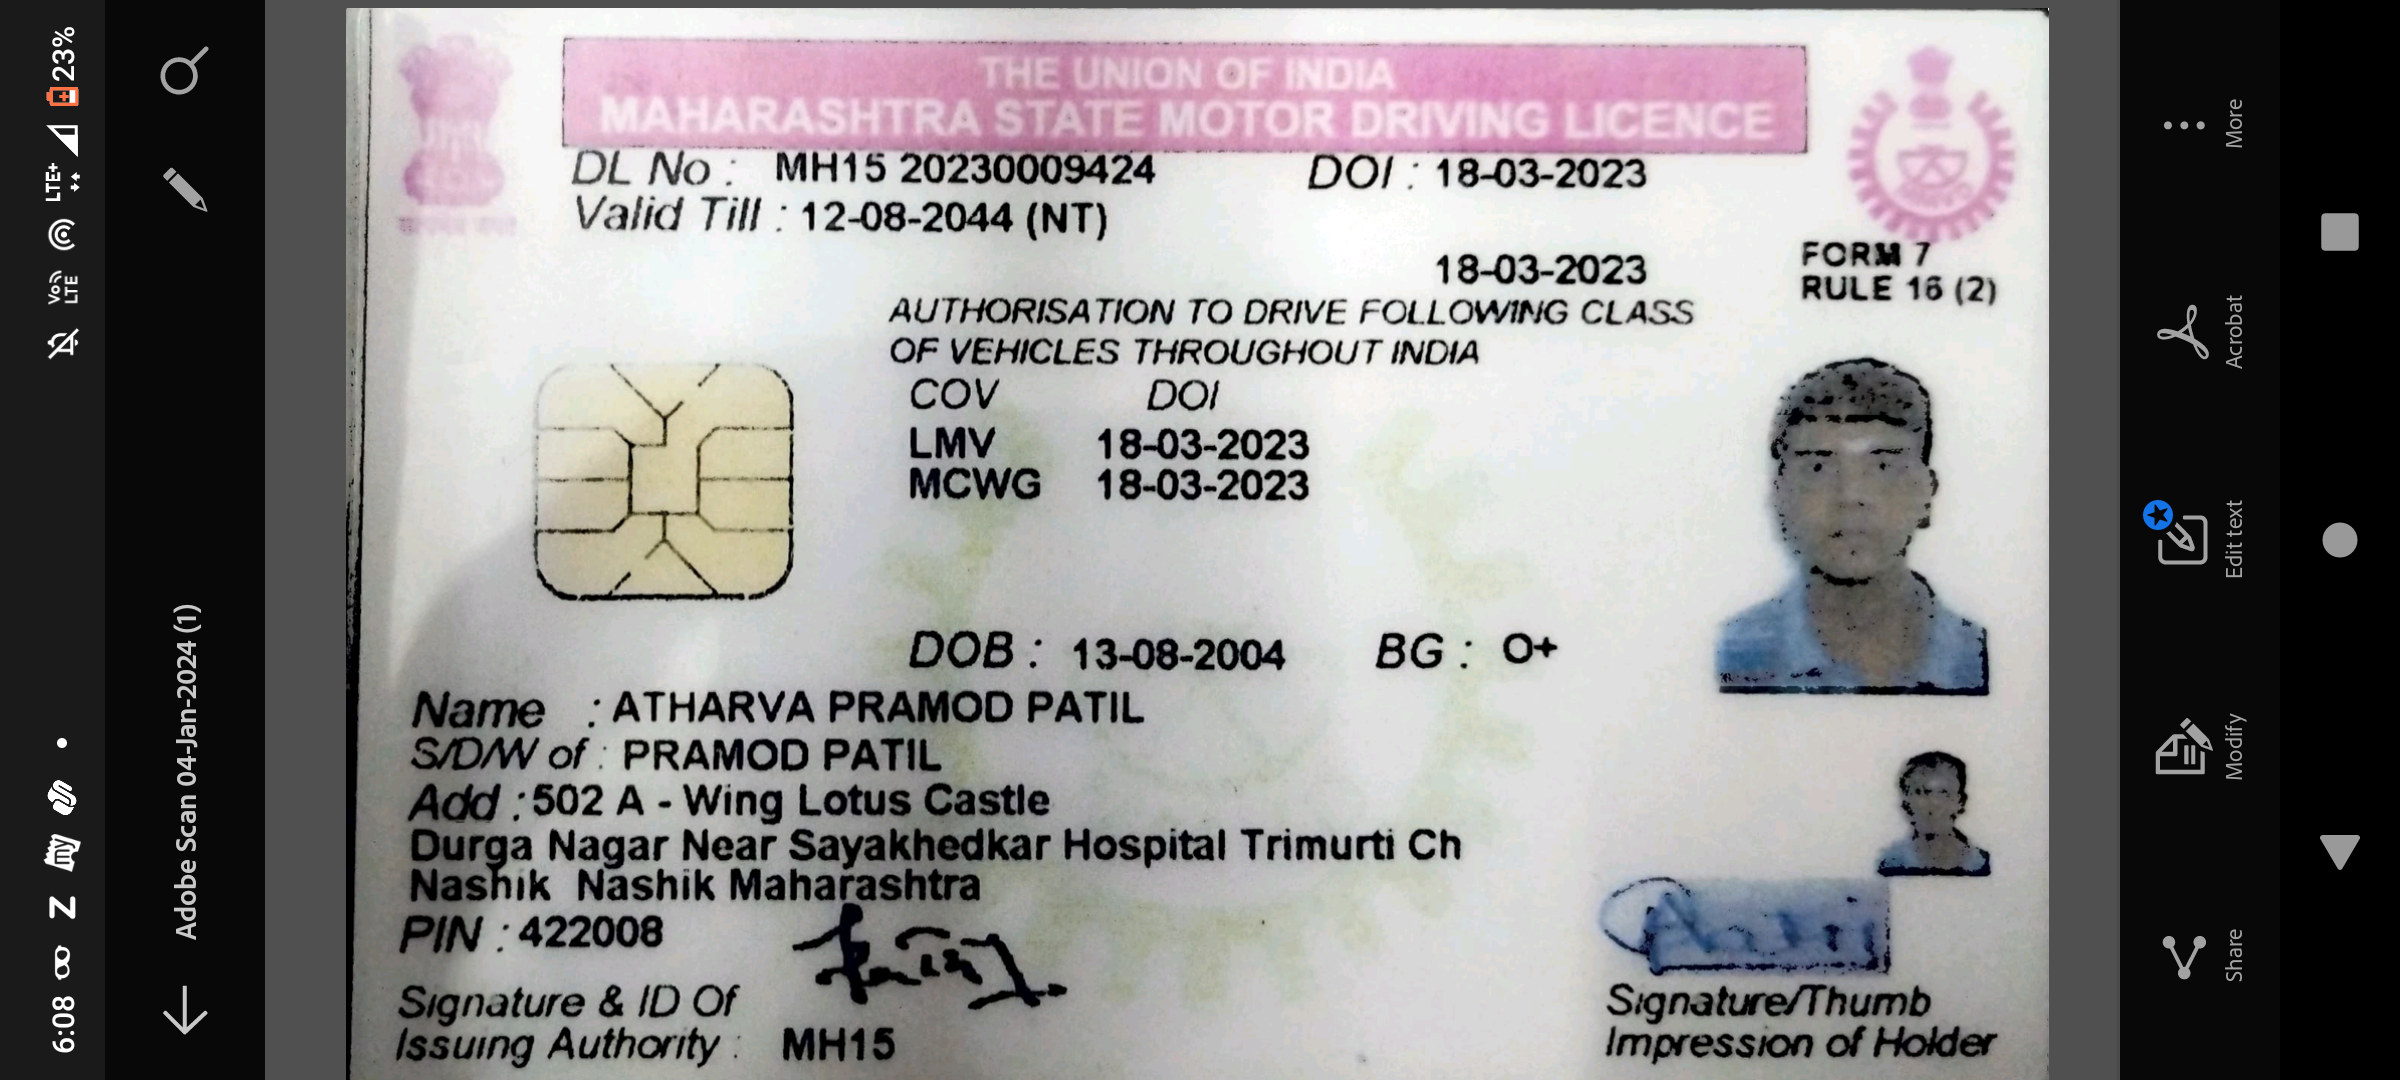 6:08
23%
LTE+
Vo))
LTE
Adobe Scan 04-Jan-2024 (1)
THE UNION OF INDIA
MAHARASHTRA STATE MOTOR DRIVING LICENCE
DL No : MH15 20230009424 DOI : 18-03-2023
Valid Till : 12-08-2044 (NT)
18-03-2023
FORM 7
RULE 16 (2)
AUTHORISATION TO DRIVE FOLLOWING CLASS
OF VEHICLES THROUGHOUT INDIA
COV DOI
LMV 18-03-2023
MCWG 18-03-2023
DOB : 13-08-2004 BG : O+
Name : ATHARVA PRAMOD PATIL
S/D/W of : PRAMOD PATIL
Add : 502 A - Wing Lotus Castle
Durga Nagar Near Sayakhedkar Hospital Trimurti Ch
Nashik Nashik Maharashtra
PIN : 422008
Signature & ID Of
Issuing Authority : MH15
Signature/Thumb
Impression of Holder
More
Acrobat
Edit text
Modify
Share